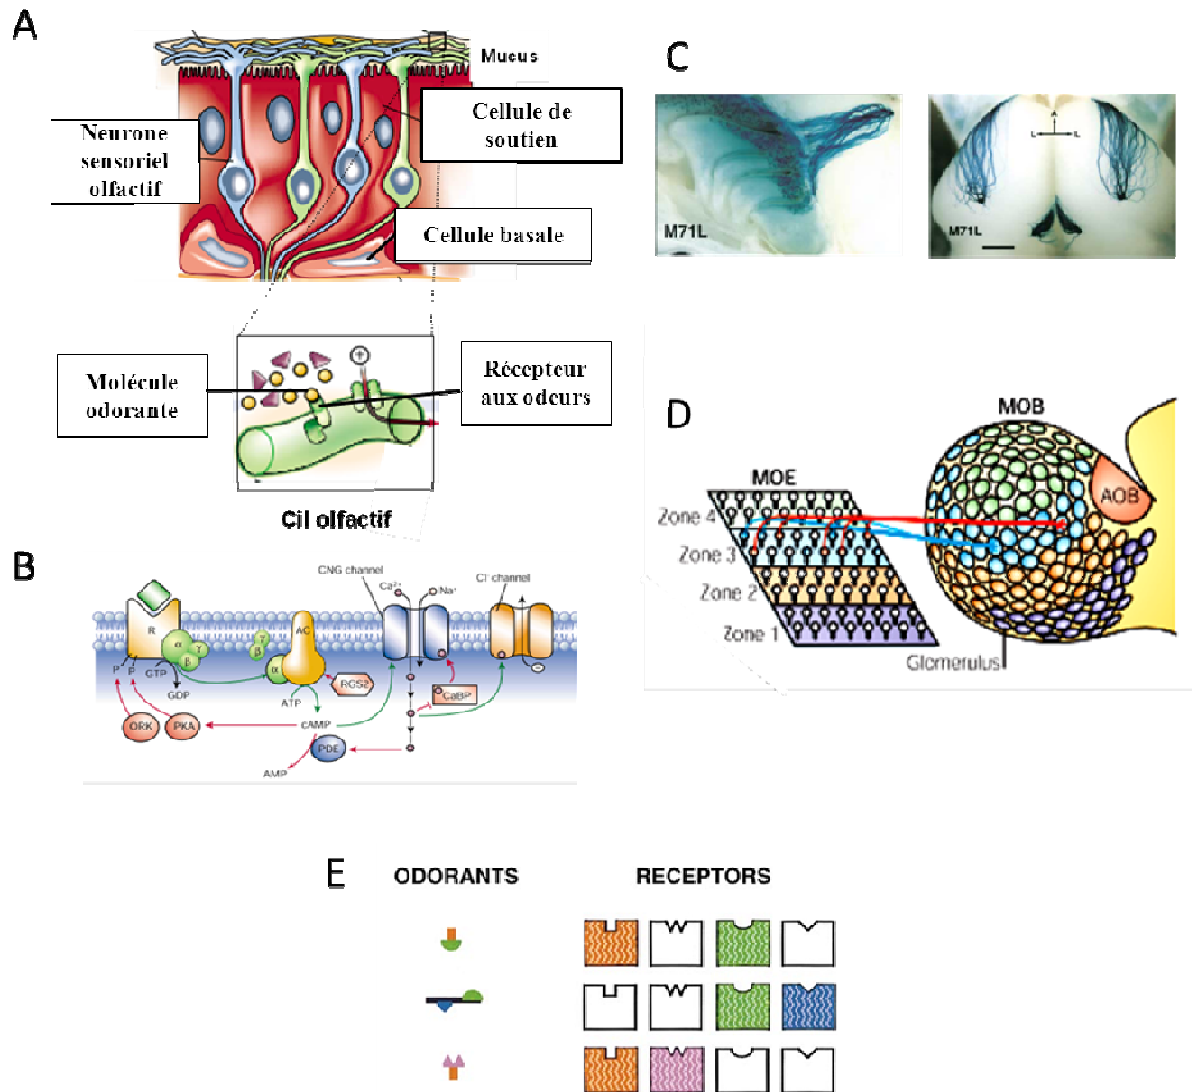 A
Mucus
Neurone
sensoriel
olfactif
Cellule de
soutien
Cellule basale
Molécule
odorante
Récepteur
aux odeurs
Cil olfactif
B
CNG channel
Ca²⁺
Na⁺
Cl⁻ channel
R
α
β
γ
γ
β
α
AC
P
P
GTP
GDP
ATP
RGS2
CaBP
ORK
PKA
cAMP
PDE
AMP
C
M71L
A
L
L
M71L
D
MOB
MOE
AOB
Zone 4
Zone 3
Zone 2
Zone 1
Glomerulus
E
ODORANTS
RECEPTORS